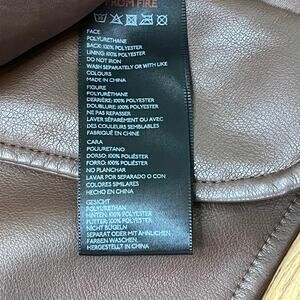 FROM FIRE
FACE
POLYURETHANE
BACK: 100% POLYESTER
LINING: 100% POLYESTER
DO NOT IRON
WASH SEPARATELY OR WITH LIKE
COLOURS
MADE IN CHINA
FIGURE
POLYURÉTHANE
DERRIÈRE: 100% POLYESTER
DOUBLURE: 100% POLYESTER
NE PAS REPASSER
LAVER SÉPARÉMENT OU AVEC
DES COULEURS SEMBLABLES
FABRIQUÉ EN CHINE
CARA
POLIURETANO
DORSO: 100% POLIÉSTER
FORRO: 100% POLIÉSTER
NO PLANCHAR
LAVAR POR SEPARADO O CON
COLORES SIMILARES
HECHO EN CHINA
GESICHT
POLYURETHAN
HINTEN: 100% POLYESTER
FUTTER: 100% POLYESTER
NICHT BÜGELN
SEPARAT ODER MIT ÄHNLICHEN
FARBEN WASCHEN
HERGESTELLT IN CHINA